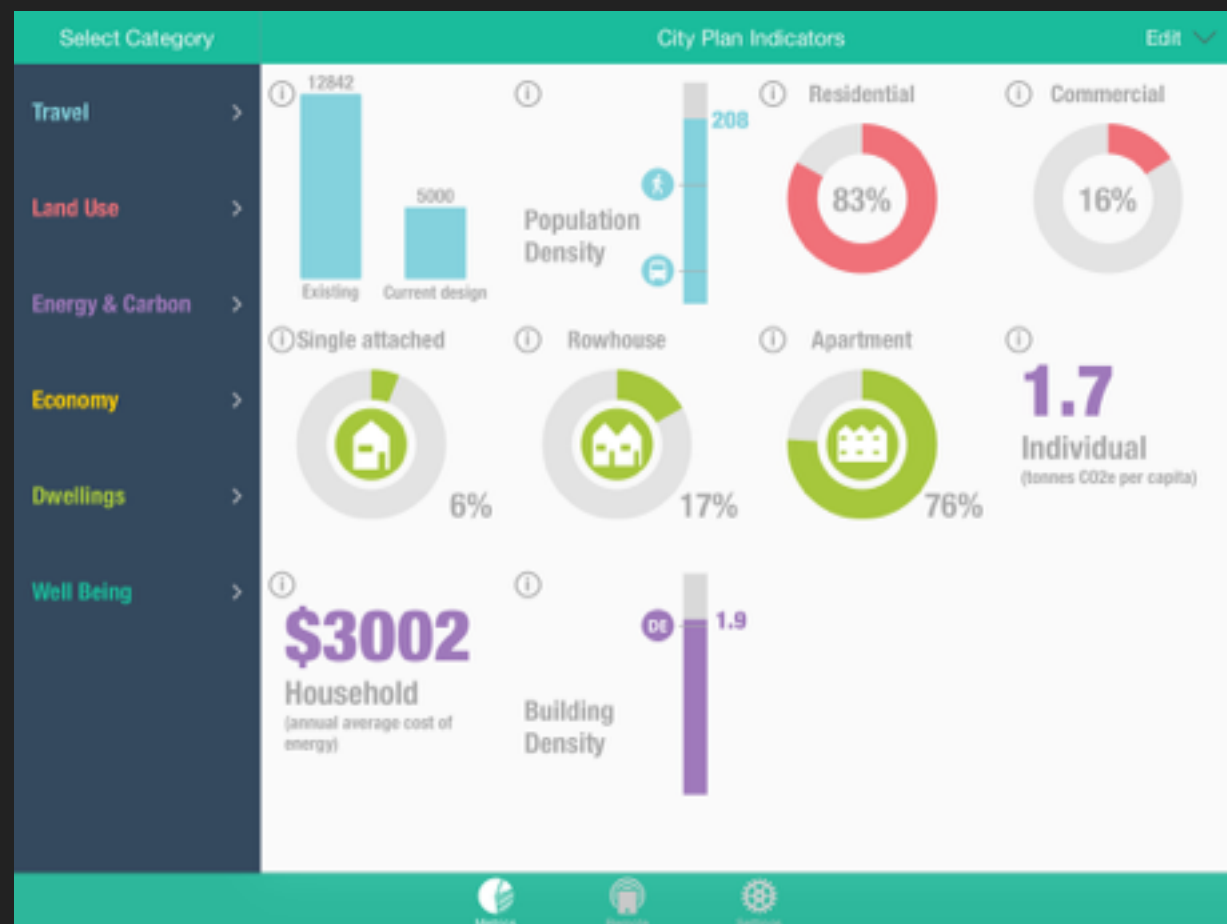 Select Category
City Plan Indicators
Edit
Travel
Land Use
Energy & Carbon
Economy
Dwellings
Well Being
12842
5000
Existing
Current design
208
Population
Density
Residential
83%
Commercial
16%
Single attached
6%
Rowhouse
17%
Apartment
76%
1.7
Individual
(tonnes CO2e per capita)
$3002
Household
(annual average cost of
energy)
DE
1.9
Building
Density